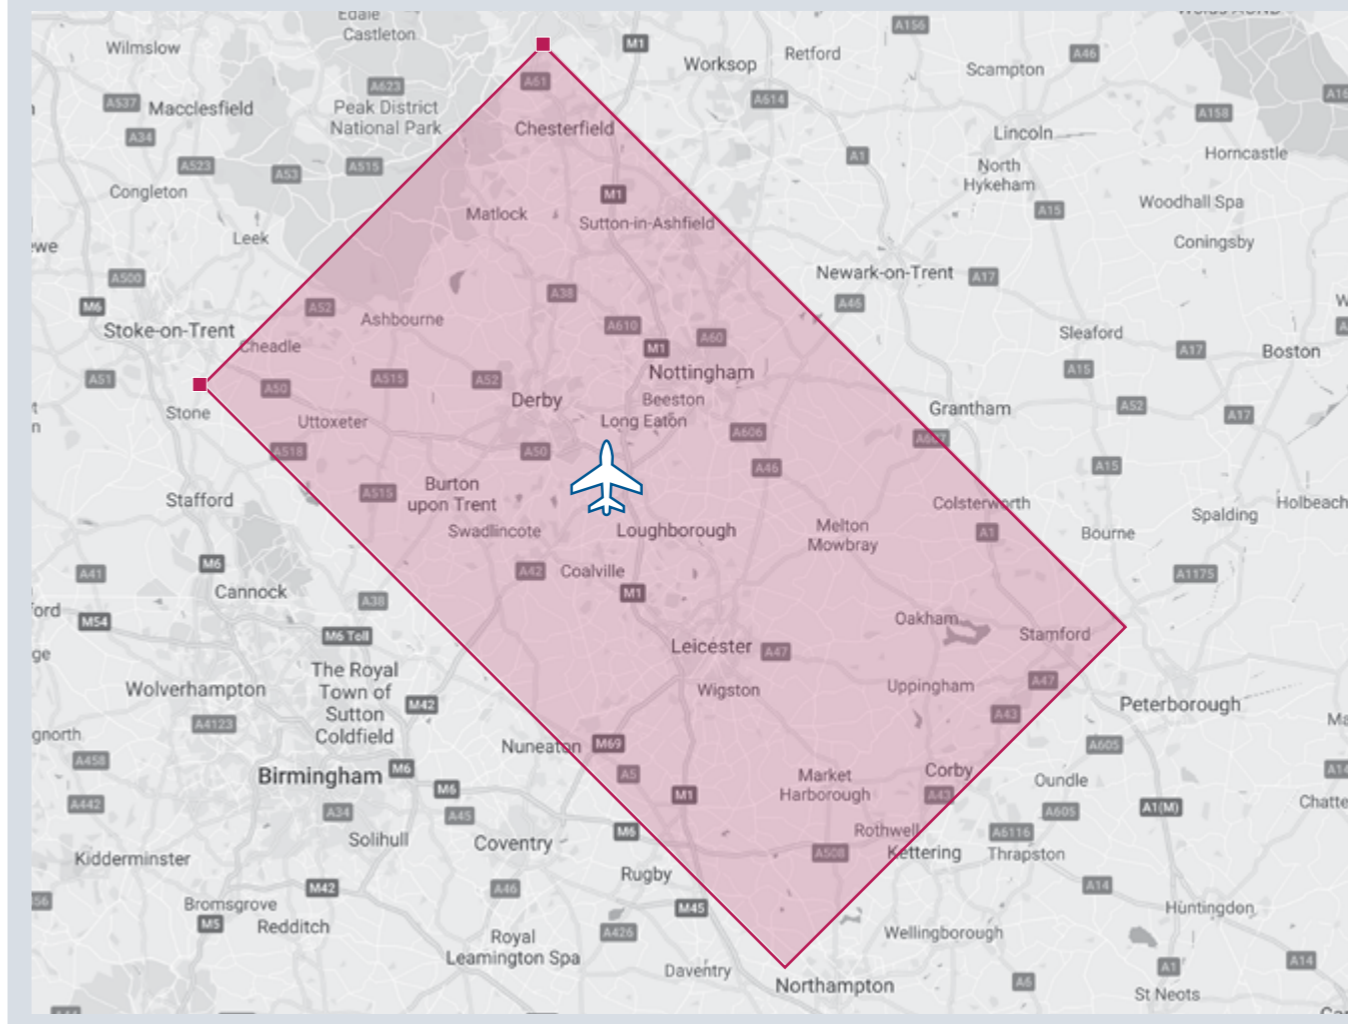 Edale
Castleton
Wilmslow
M1
A156
Retford
A46
Worksop
Scampton
A61
A623
A614
A537
Macclesfield
Peak District
National Park
A158
Chesterfield
A34
Lincoln
A523
A53
A515
A1
Horncastle
North
Hykeham
Congleton
M1
Woodhall Spa
Matlock
A15
Sutton-in-Ashfield
Leek
Coningsby
A500
Newark-on-Trent
A17
A38
M6
A52
A46
Ashbourne
A610
Stoke-on-Trent
A60
Sleaford
Cheadle
M1
A17
Boston
A51
A50
A515
A52
Nottingham
A15
Derby
Beeston
Stone
Uttoxeter
Long Eaton
Grantham
A52
A17
A606
A607
A518
A50
A46
A15
Burton
upon Trent
A515
Stafford
Colsterworth
Holbeach
Spalding
Swadlincote
Loughborough
Melton
Mowbray
A1
Bourne
M6
A41
A42
Coalville
A1175
Cannock
A38
M1
M54
Oakham
M6 Toll
Leicester
A47
Stamford
The Royal
Town of
Sutton
Coldfield
Wolverhampton
Wigston
Uppingham
A47
M42
A43
Peterborough
A4123
Nuneaton
M69
A605
A458
Birmingham
M6
A5
Market
Harborough
Corby
Oundle
M6
M1
A43
A442
A34
A45
A605
A1(M)
Solihull
Coventry
M6
Rothwell
A6116
Kidderminster
A508
Kettering
Thrapston
Rugby
M42
A46
A14
Bromsgrove
M45
Huntingdon
M5
Redditch
Royal
Leamington Spa
A426
Wellingborough
Daventry
A14
A1
Northampton
A6
St Neots